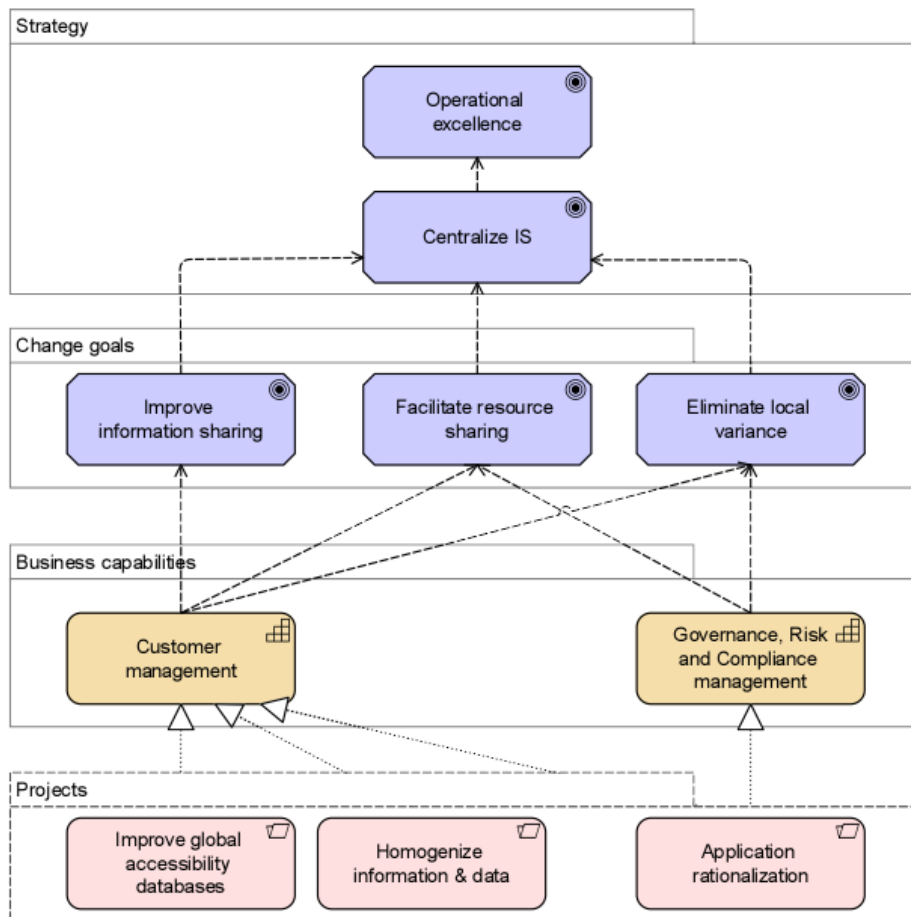 Strategy
Operational
excellence
Centralize IS
Change goals
Improve
information sharing
Facilitate resource
sharing
Eliminate local
variance
Business capabilities
Customer
management
Governance, Risk
and Compliance
management
Projects
Improve global
accessibility
databases
Homogenize
information & data
Application
rationalization